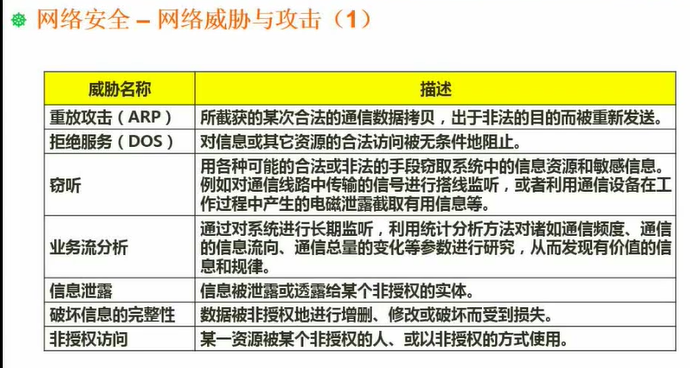 网络安全 – 网络威胁与攻击（1）
威胁名称 描述
重放攻击（ARP） 所截获的某次合法的通信数据拷贝，出于非法的目的而被重新发送。
拒绝服务（DOS） 对信息或其它资源的合法访问被无条件地阻止。
窃听 用各种可能的合法或非法的手段窃取系统中的信息资源和敏感信息。
例如对通信线路中传输的信号进行搭线监听，或者利用通信设备在工
作过程中产生的电磁泄露截取有用信息等。
业务流分析 通过对系统进行长期监听，利用统计分析方法对诸如通信频度、通信
的信息流向、通信总量的变化等参数进行研究，从而发现有价值的信
息和规律。
信息泄露 信息被泄露或透露给某个非授权的实体。
破坏信息的完整性 数据被非授权地进行增删、修改或破坏而受到损失。
非授权访问 某一资源被某个非授权的人、或以非授权的方式使用。